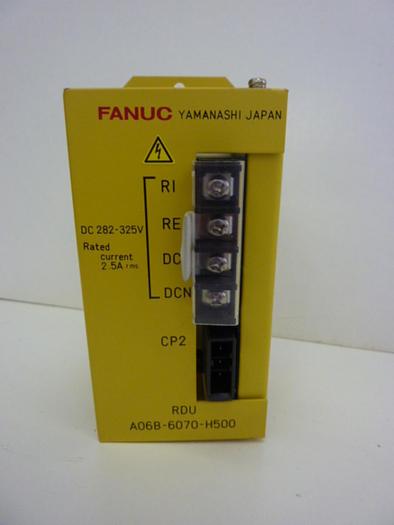 FANUC YAMANASHI JAPAN
RI
DC 282-325V
RE
Rated
current
2.5A rms
DC
DCN
CP2
RDU
A06B-6070-H500